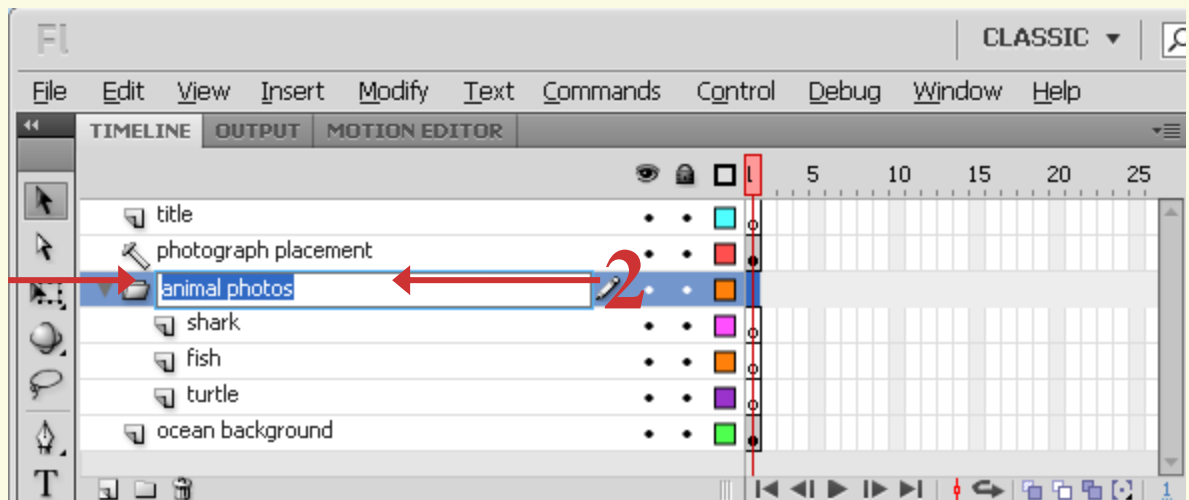 Fl CLASSIC
File Edit View Insert Modify Text Commands Control Debug Window Help
TIMELINE OUTPUT MOTION EDITOR
1 5 10 15 20 25
title
photograph placement
animal photos 2
shark
fish
turtle
ocean background
T 1